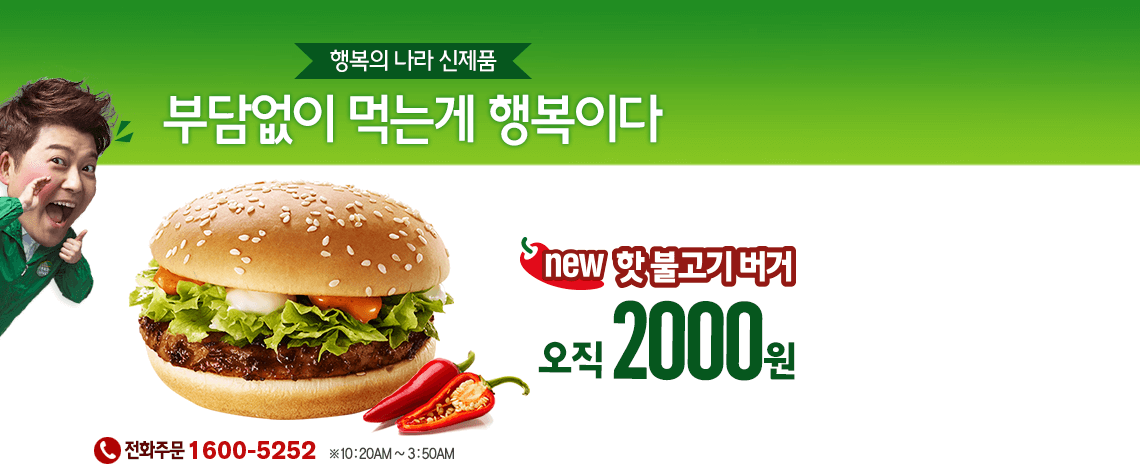 행복의 나라 신제품
부담없이 먹는게 행복이다
new 핫 불고기 버거
오직 2000원
전화주문 1600-5252 ※10:20AM ~ 3:50AM